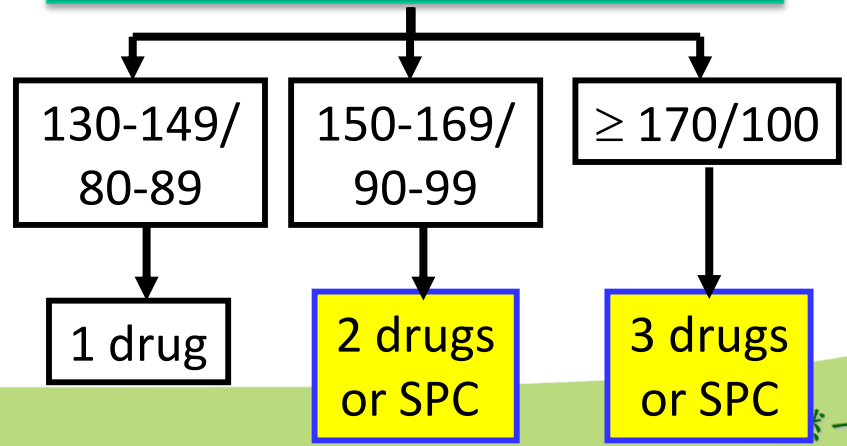 130-149/
80-89
150-169/
90-99
≥ 170/100
1 drug
2 drugs
or SPC
3 drugs
or SPC